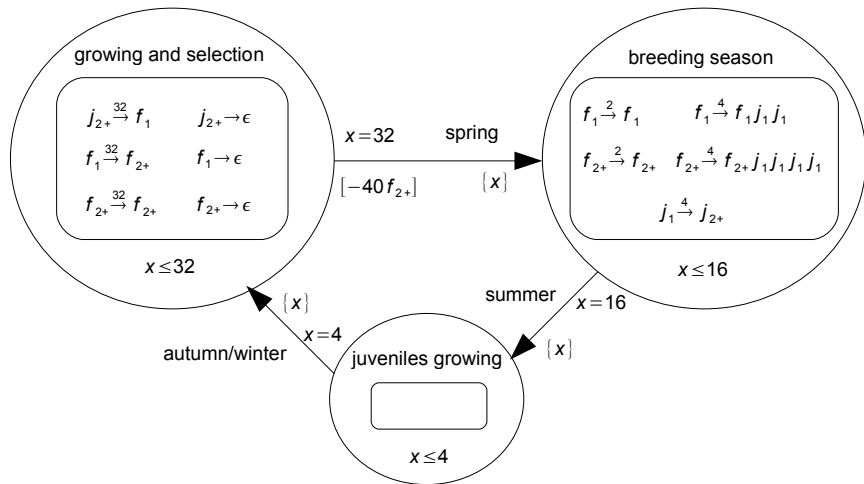 growing and selection
j₂₊ →³² f₁    j₂₊ → ϵ
f₁ →³² f₂₊    f₁ → ϵ
f₂₊ →³² f₂₊    f₂₊ → ϵ
x≤32
x=32 spring
[−40 f₂₊] {x}
breeding season
f₁ →² f₁    f₁ →⁴ f₁ j₁ j₁
f₂₊ →² f₂₊    f₂₊ →⁴ f₂₊ j₁ j₁ j₁ j₁
j₁ →⁴ j₂₊
x≤16
summer
x=16
{x}
juveniles growing
x≤4
{x}
x=4
autumn/winter